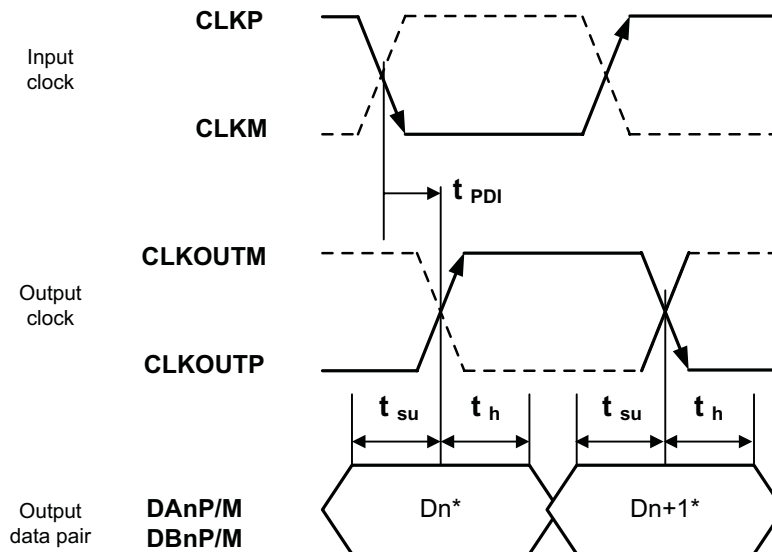 CLKP
Input
clock
CLKM
t PDI
CLKOUTM
Output
clock
CLKOUTP
t su t h t su t h
Output
data pair
DAnP/M
DBnP/M
Dn* Dn+1*